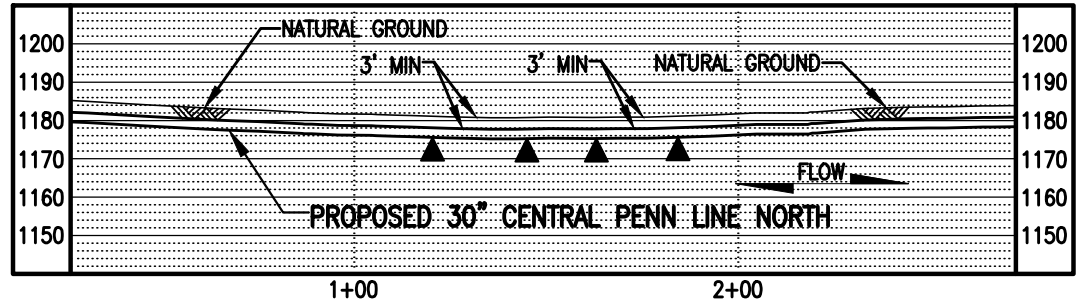 NATURAL GROUND
1200 1200
3' MIN 3' MIN NATURAL GROUND
1190 1190
1180 1180
1170 1170
FLOW
1160 1160
PROPOSED 30" CENTRAL PENN LINE NORTH
1150 1150
1+00 2+00